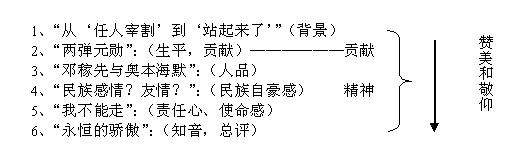 1、“从‘任人宰割’到‘站起来了’”(背景)
2、“两弹元勋”:(生平,贡献)——————贡献
3、“邓稼先与奥本海默”:(人品)
4、“民族感情?友情?”:(民族自豪感) 精神
5、“我不能走”:(责任心、使命感)
6、“永恒的骄傲”:(知音,总评)
赞美和敬仰